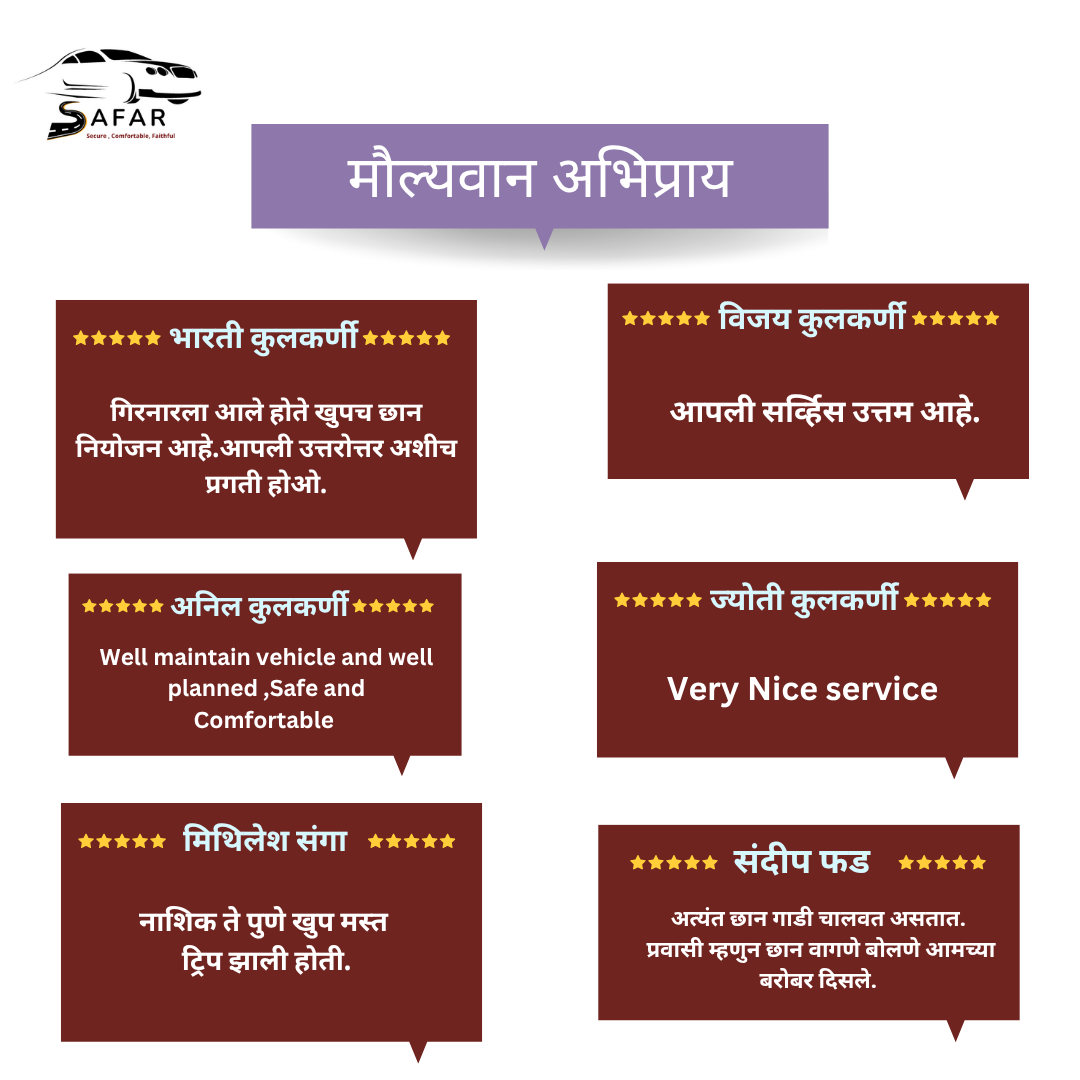 SAFAR
Secure , Comfortable, Faithful
मौल्यवान अभिप्राय
भारती कुलकर्णी
गिरनारला आले होते खुपच छान
नियोजन आहे.आपली उत्तरोत्तर अशीच
प्रगती होओ.
विजय कुलकर्णी
आपली सर्व्हिस उत्तम आहे.
अनिल कुलकर्णी
Well maintain vehicle and well
planned ,Safe and
Comfortable
ज्योती कुलकर्णी
Very Nice service
मिथिलेश संगा
नाशिक ते पुणे खुप मस्त
ट्रिप झाली होती.
संदीप फड
अत्यंत छान गाडी चालवत असतात.
प्रवासी म्हणुन छान वागणे बोलणे आमच्या
बरोबर दिसले.